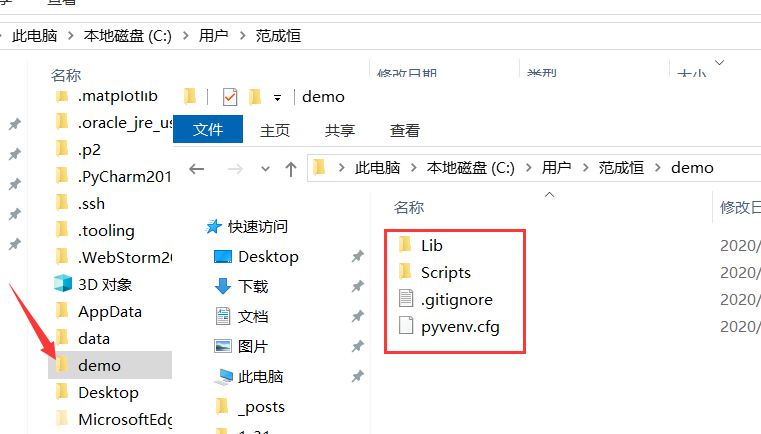 查看
此电脑 > 本地磁盘 (C:) > 用户 > 范成恒
名称 修改日期 类型 大小
.matplotlib
.oracle_jre_us
.p2
.PyCharm201
.ssh
.tooling
.WebStorm20
3D 对象
AppData
data
demo
Desktop
MicrosoftEdg
demo
文件 主页 共享 查看
此电脑 > 本地磁盘 (C:) > 用户 > 范成恒 > demo
名称 修改日
快速访问
Desktop
下载
文档
图片
此电脑
_posts
Lib 2020/
Scripts 2020/
.gitignore 2020/
pyvenv.cfg 2020/